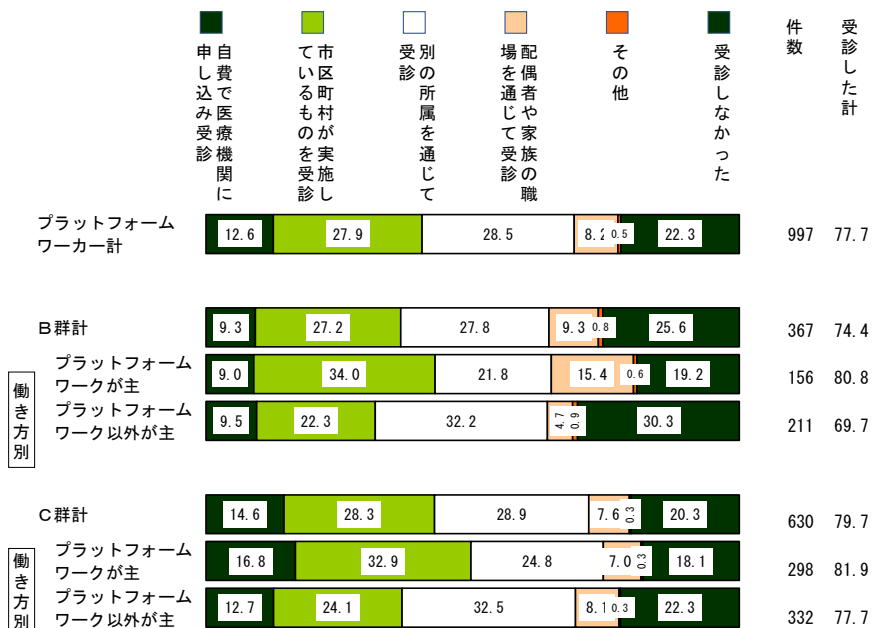 自費で医療機関に
申し込み受診
市区町村が実施し
ているものを受診
別の所属を通じて
受診
配偶者や家族の職
場を通じて受診
その他
受診しなかった
件数
受診した計
プラットフォーム
ワーカー計
12.6 27.9 28.5 8.2 0.5 22.3 997 77.7
B群計 9.3 27.2 27.8 9.3 0.8 25.6 367 74.4
働き方別
プラットフォーム
ワークが主
9.0 34.0 21.8 15.4 0.6 19.2 156 80.8
プラットフォーム
ワーク以外が主
9.5 22.3 32.2 4.7 0.9 30.3 211 69.7
C群計 14.6 28.3 28.9 7.6 0.3 20.3 630 79.7
働き方別
プラットフォーム
ワークが主
16.8 32.9 24.8 7.0 0.3 18.1 298 81.9
プラットフォーム
ワーク以外が主
12.7 24.1 32.5 8.1 0.3 22.3 332 77.7